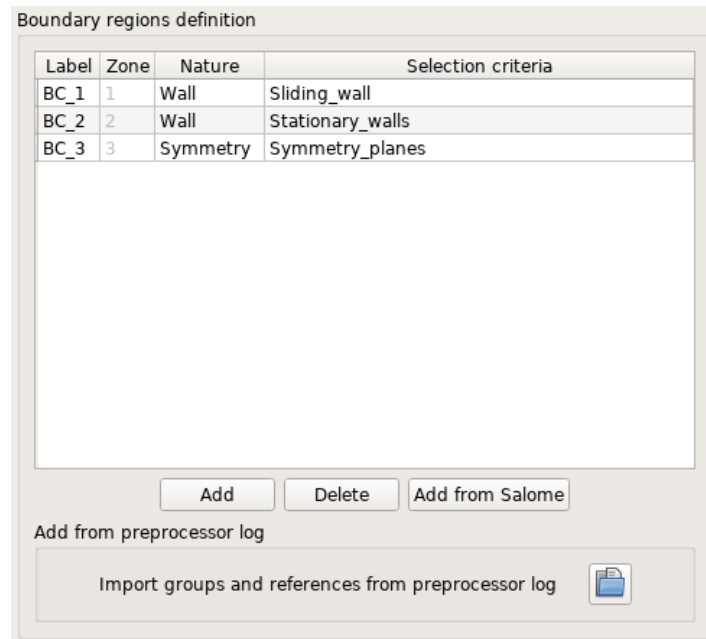 Boundary regions definition
Label Zone Nature Selection criteria
BC_1 1 Wall Sliding_wall
BC_2 2 Wall Stationary_walls
BC_3 3 Symmetry Symmetry_planes
Add Delete Add from Salome
Add from preprocessor log
Import groups and references from preprocessor log